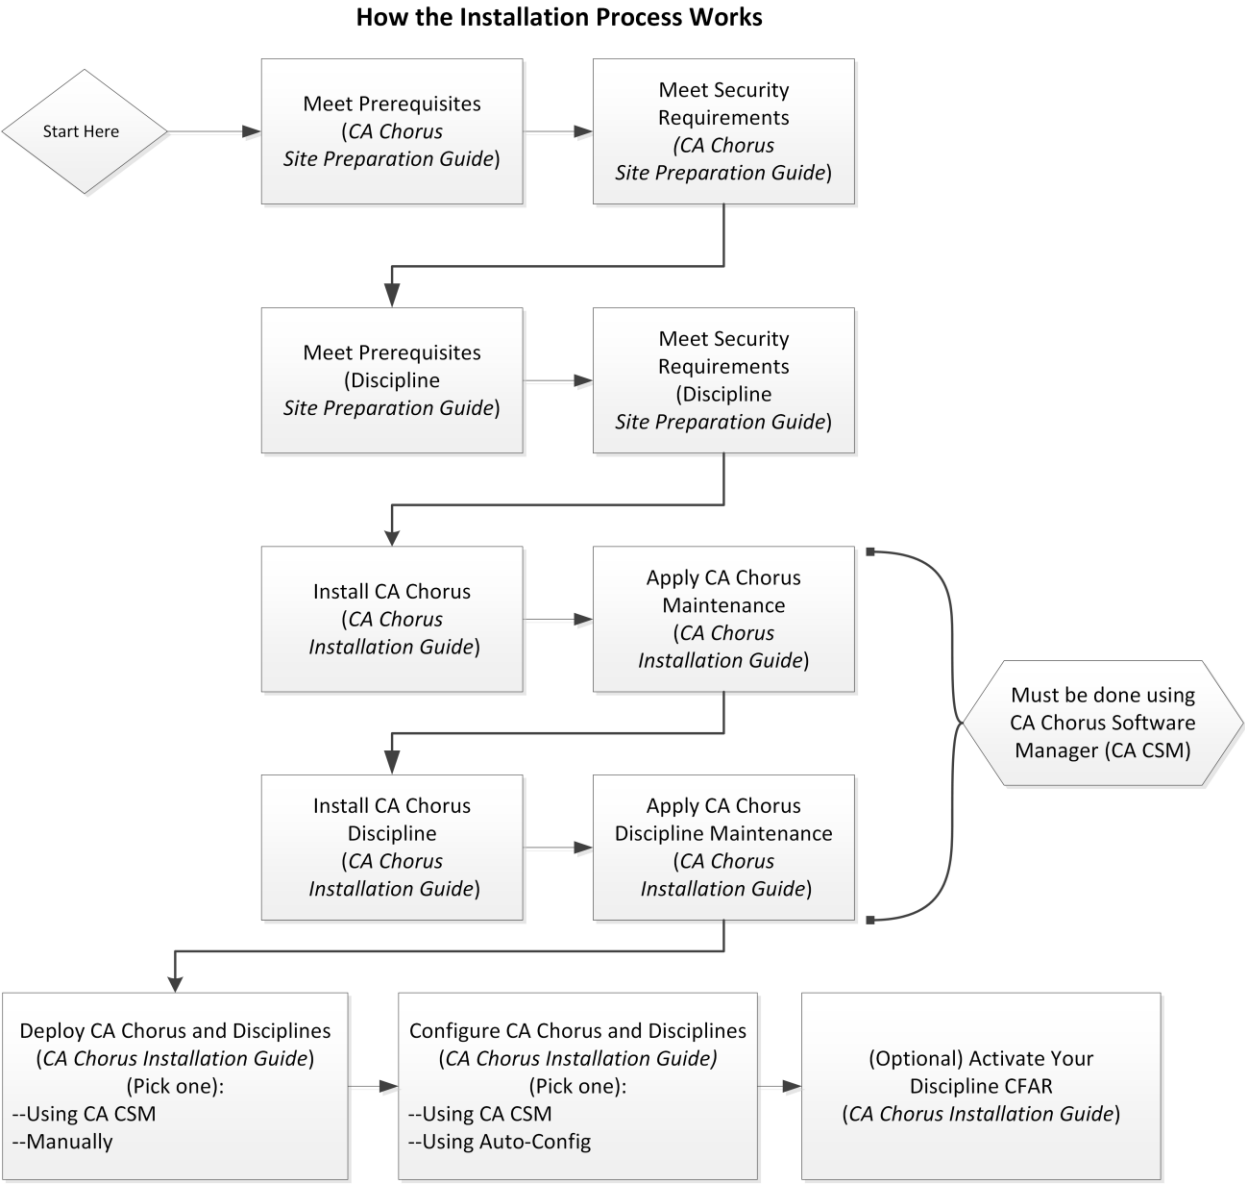 How the Installation Process Works
Start Here
Meet Prerequisites
(CA Chorus
Site Preparation Guide)
Meet Security
Requirements
(CA Chorus
Site Preparation Guide)
Meet Prerequisites
(Discipline
Site Preparation Guide)
Meet Security
Requirements
(Discipline
Site Preparation Guide)
Install CA Chorus
(CA Chorus
Installation Guide)
Apply CA Chorus
Maintenance
(CA Chorus
Installation Guide)
Must be done using
CA Chorus Software
Manager (CA CSM)
Install CA Chorus
Discipline
(CA Chorus
Installation Guide)
Apply CA Chorus
Discipline Maintenance
(CA Chorus
Installation Guide)
Deploy CA Chorus and Disciplines
(CA Chorus Installation Guide)
(Pick one):
--Using CA CSM
--Manually
Configure CA Chorus and Disciplines
(CA Chorus Installation Guide)
(Pick one):
--Using CA CSM
--Using Auto-Config
(Optional) Activate Your
Discipline CFAR
(CA Chorus Installation Guide)